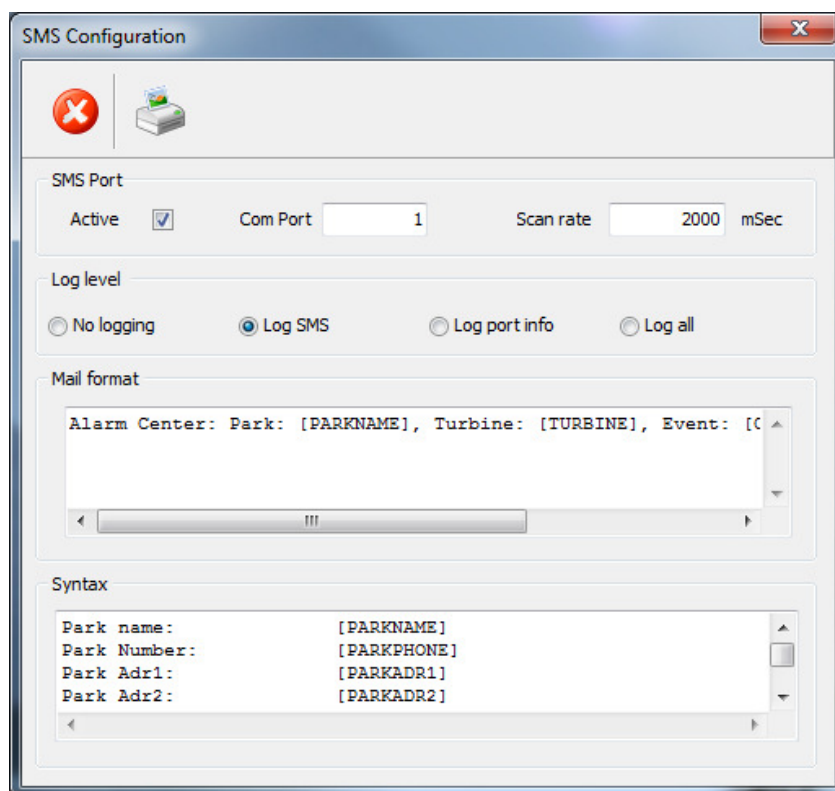 SMS Configuration
SMS Port
Active Com Port 1 Scan rate 2000 mSec
Log level
No logging Log SMS Log port info Log all
Mail format
Alarm Center: Park: [PARKNAME], Turbine: [TURBINE], Event:
Syntax
Park name: [PARKNAME]
Park Number: [PARKPHONE]
Park Adr1: [PARKADR1]
Park Adr2: [PARKADR2]